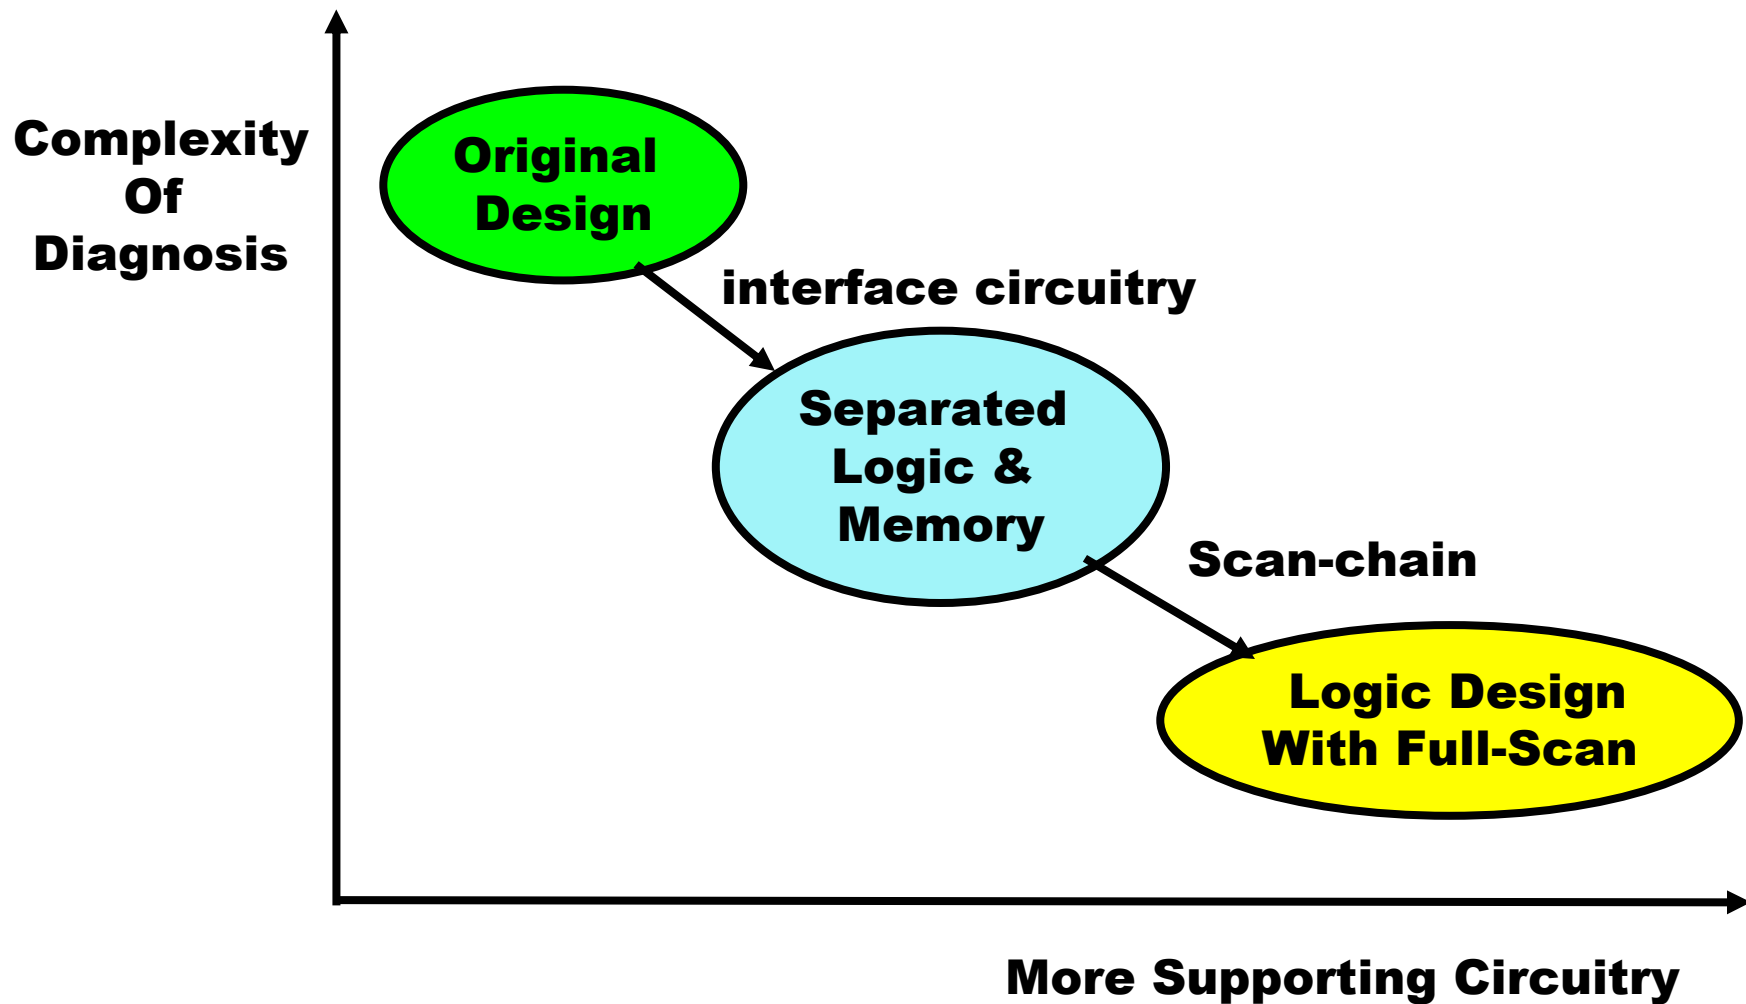 Complexity
Of
Diagnosis
Original
Design
interface circuitry
Separated
Logic &
Memory
Scan-chain
Logic Design
With Full-Scan
More Supporting Circuitry